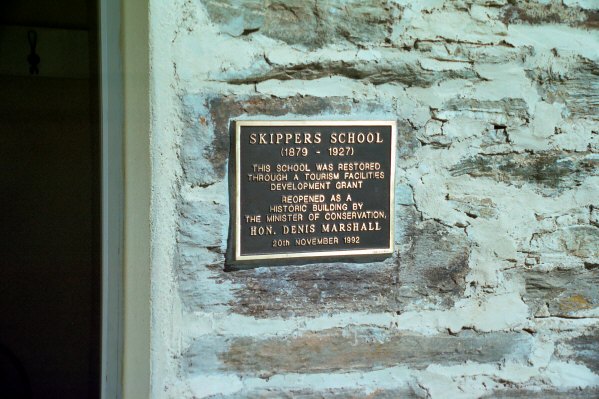 SKIPPERS SCHOOL
(1879 - 1927)
THIS SCHOOL WAS RESTORED
THROUGH A TOURISM FACILITIES
DEVELOPMENT GRANT
REOPENED AS A
HISTORIC BUILDING BY
THE MINISTER OF CONSERVATION,
HON. DENIS MARSHALL
20th NOVEMBER 1992